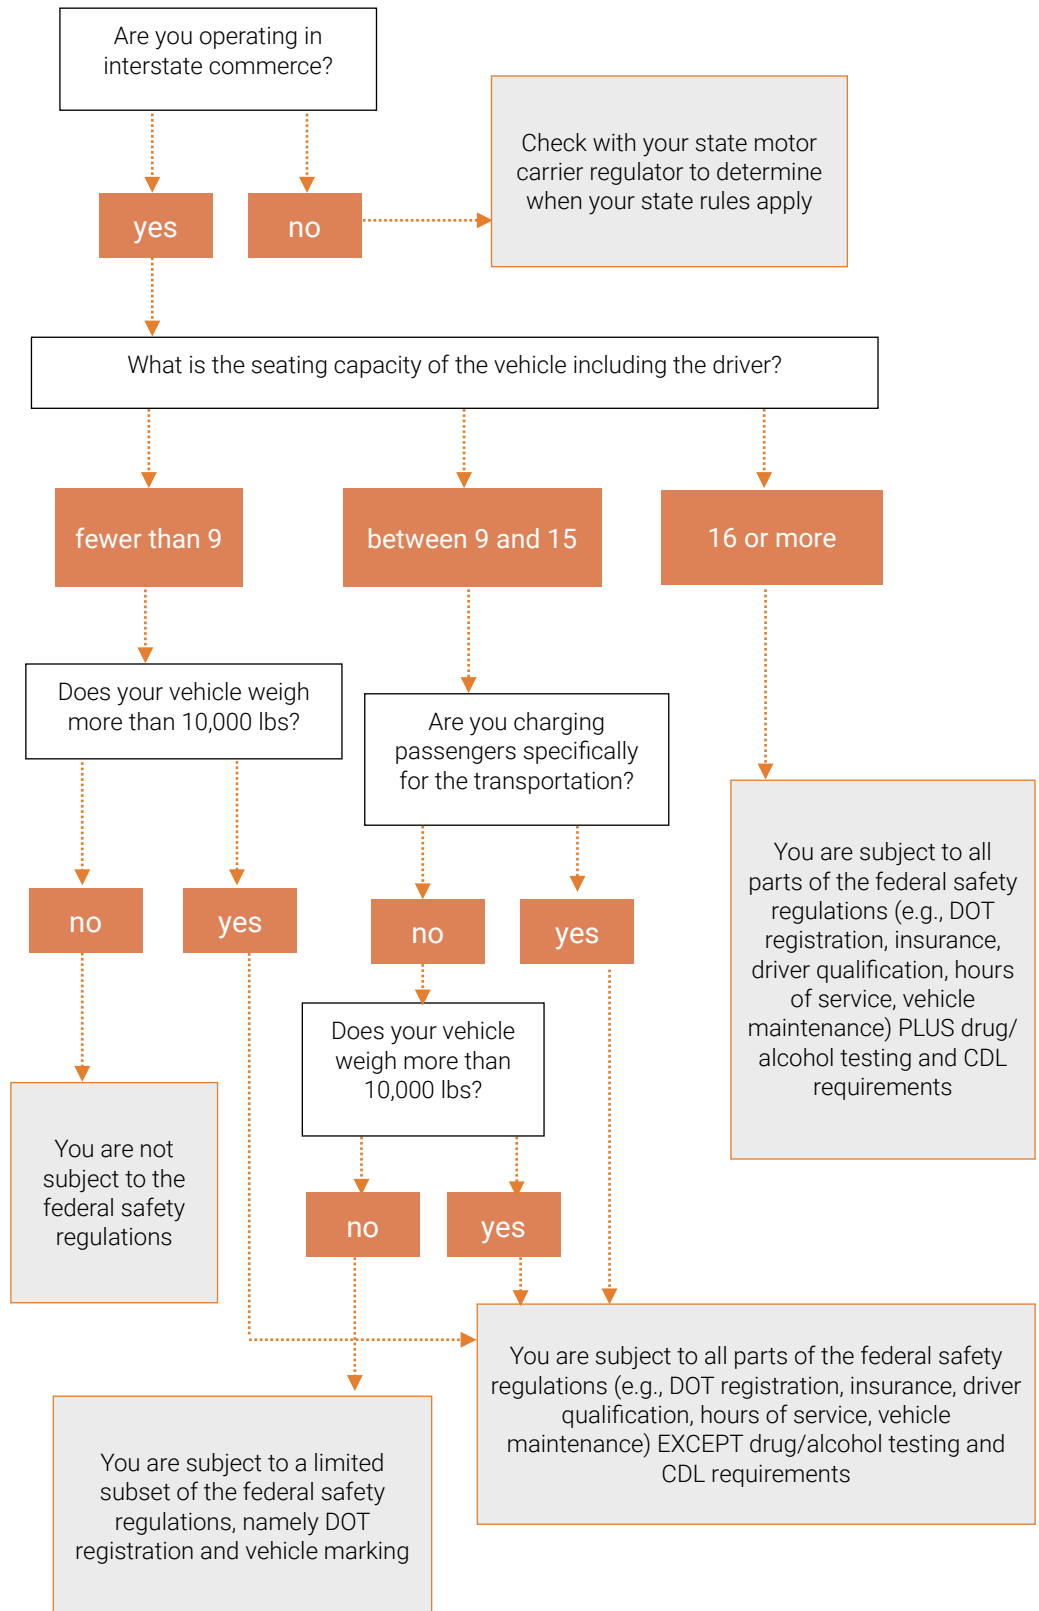 Are you operating in
interstate commerce?
Check with your state motor
carrier regulator to determine
when your state rules apply
yes
no
What is the seating capacity of the vehicle including the driver?
fewer than 9
between 9 and 15
16 or more
Does your vehicle weigh
more than 10,000 lbs?
Are you charging
passengers specifically
for the transportation?
no
yes
no
yes
You are subject to all
parts of the federal safety
regulations (e.g., DOT
registration, insurance,
driver qualification, hours
of service, vehicle
maintenance) PLUS drug/
alcohol testing and CDL
requirements
Does your vehicle
weigh more than
10,000 lbs?
You are not
subject to the
federal safety
regulations
no
yes
You are subject to all parts of the federal safety
regulations (e.g., DOT registration, insurance, driver
qualification, hours of service, vehicle
maintenance) EXCEPT drug/alcohol testing and
CDL requirements
You are subject to a limited
subset of the federal safety
regulations, namely DOT
registration and vehicle marking